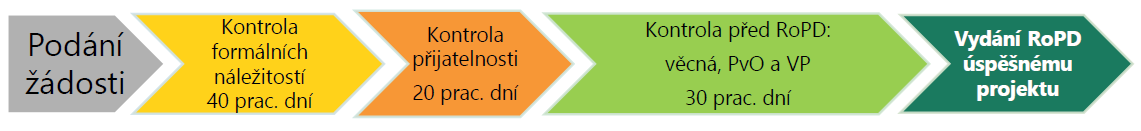 Podání
žádosti
Kontrola
formálních
náležitostí
40 prac. dní
Kontrola
přijatelnosti
20 prac. dní
Kontrola před RoPD:
věcná, PvO a VP
30 prac. dní
Vydání RoPD
úspěšnému
projektu